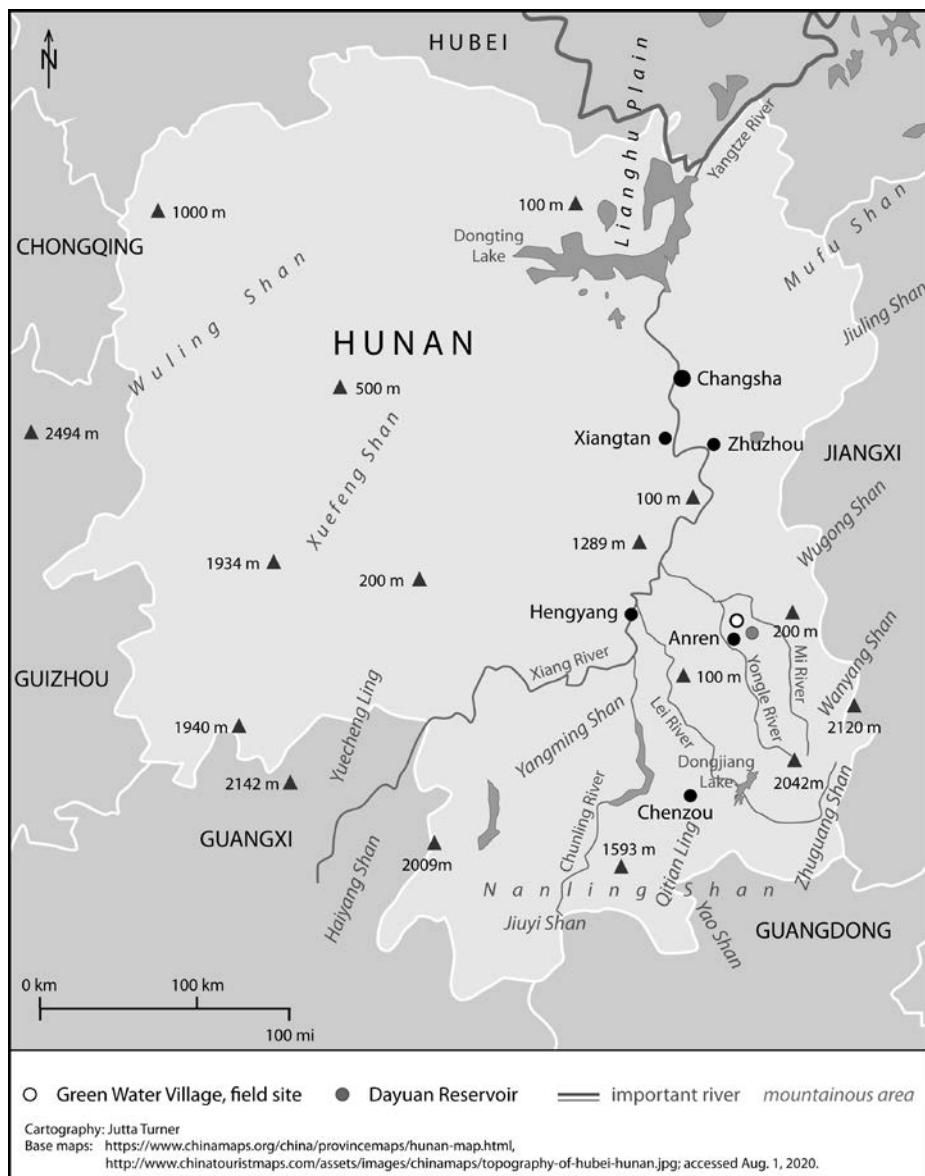 N
HUBEI
Lianghu Plain
Yangtze River
1000 m
100 m
CHONGQING
Dongting
Lake
Mufu Shan
Jiuling Shan
Wuling Shan
HUNAN
500 m
Changsha
2494 m
Xiangtan
Zhuzhou
JIANGXI
Xuefeng Shan
100 m
Wugong Shan
1289 m
1934 m
200 m
Hengyang
Anren
200 m
Mi River
Wanyang Shan
GUIZHOU
Xiang River
100 m
Yongle River
Lei River
2120 m
1940 m
Yuecheng Ling
Yangming Shan
Dongjiang
Lake
2042m
2142 m
Chenzou
Zhuguang Shan
GUANGXI
Chunling River
2009m
1593 m
Qitian Ling
Haiyang Shan
Nanling Shan
Jiuyi Shan
Yao Shan
GUANGDONG
0 km 100 km
100 mi
Green Water Village, field site Dayuan Reservoir important river mountainous area
Cartography: Jutta Turner
Base maps: https://www.chinamaps.org/china/provincemaps/hunan-map.html,
http://www.chinatouristmaps.com/assets/images/chinamaps/topography-of-hubei-hunan.jpg; accessed Aug. 1, 2020.